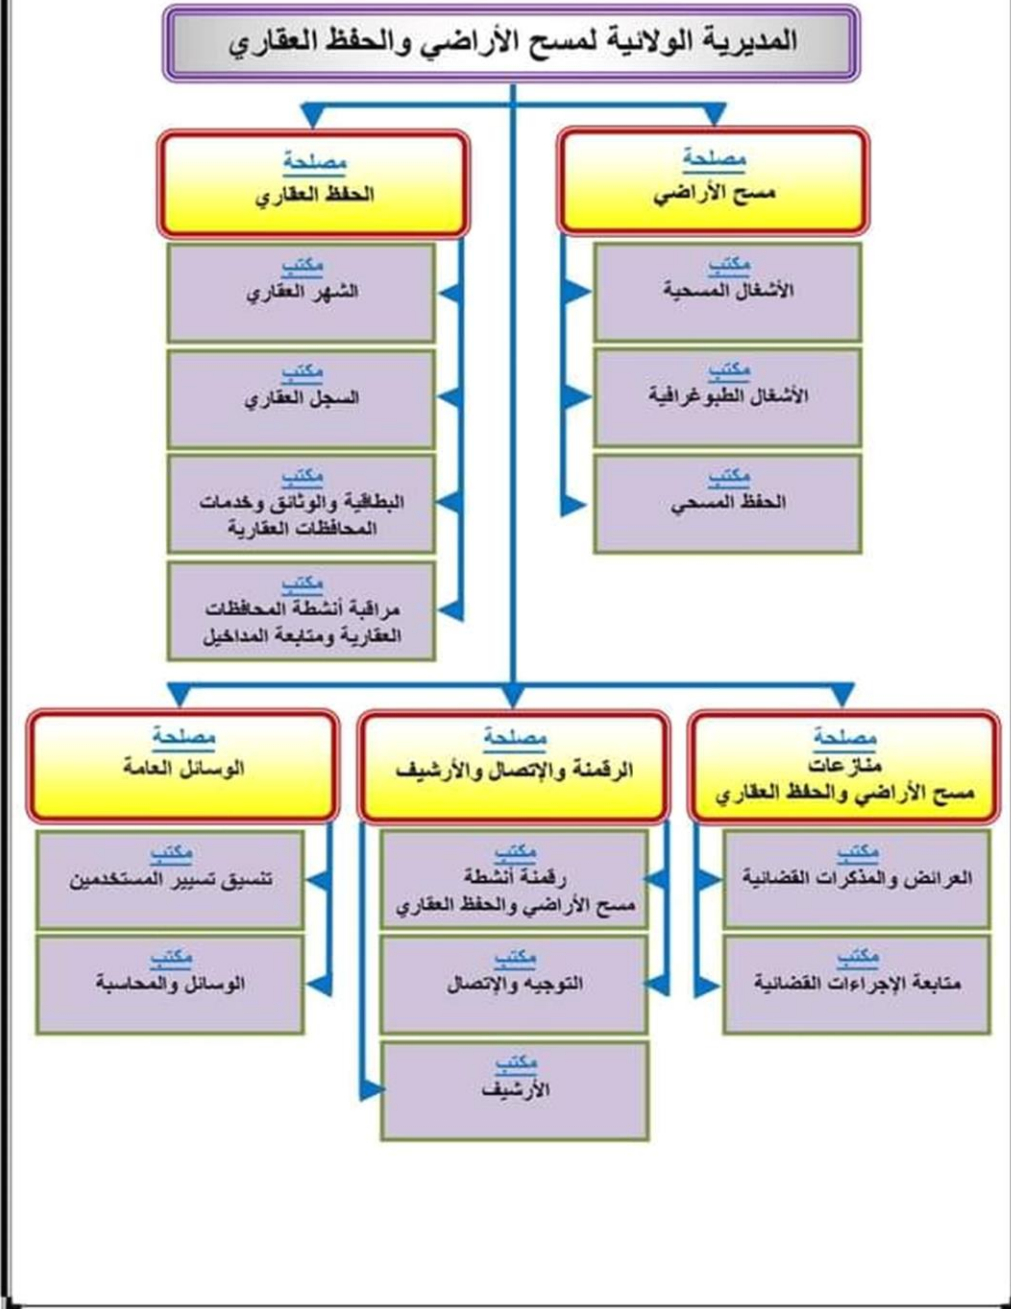 المديرية الولائية لمسح الأراضي والحفظ العقاري
مصلحة
مسح الأراضي
مكتب
الأشغال المسحية
مكتب
الأشغال الطبوغرافية
مكتب
الحفظ المسحي
مصلحة
الحفظ العقاري
مكتب
الشهر العقاري
مكتب
السجل العقاري
مكتب
البطاقية والوثائق وخدمات
المحافظات العقارية
مكتب
مراقبة أنشطة المحافظات
العقارية ومتابعة المداخيل
مصلحة
منازعات
مسح الأراضي والحفظ العقاري
مكتب
العرائض والمذكرات القضائية
مكتب
متابعة الإجراءات القضائية
مصلحة
الرقمنة والإتصال والأرشيف
مكتب
رقمنة أنشطة
مسح الأراضي والحفظ العقاري
مكتب
التوجيه والإتصال
مكتب
الأرشيف
مصلحة
الوسائل العامة
مكتب
تنسيق تسيير المستخدمين
مكتب
الوسائل والمحاسبة